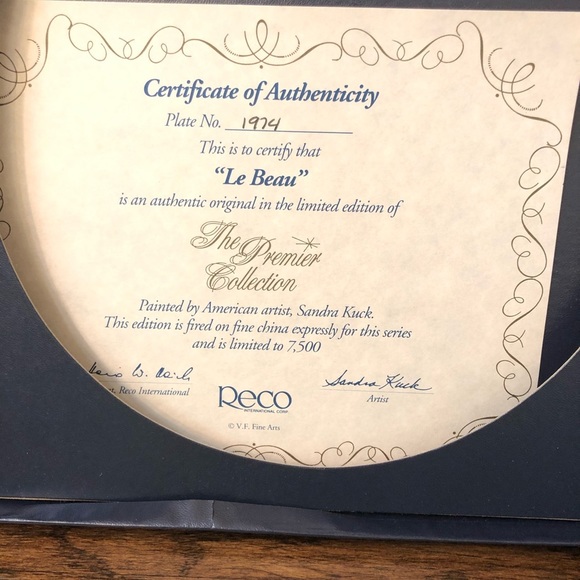 Certificate of Authenticity
Plate No. 1974
This is to certify that
“Le Beau”
is an authentic original in the limited edition of
The
Premier
Collection
Painted by American artist, Sandra Kuck.
This edition is fired on fine china expressly for this series
and is limited to 7,500
Sandra Kuck
Reco International
Artist
Reco
INTERNATIONAL CORP.
© V.F. Fine Arts